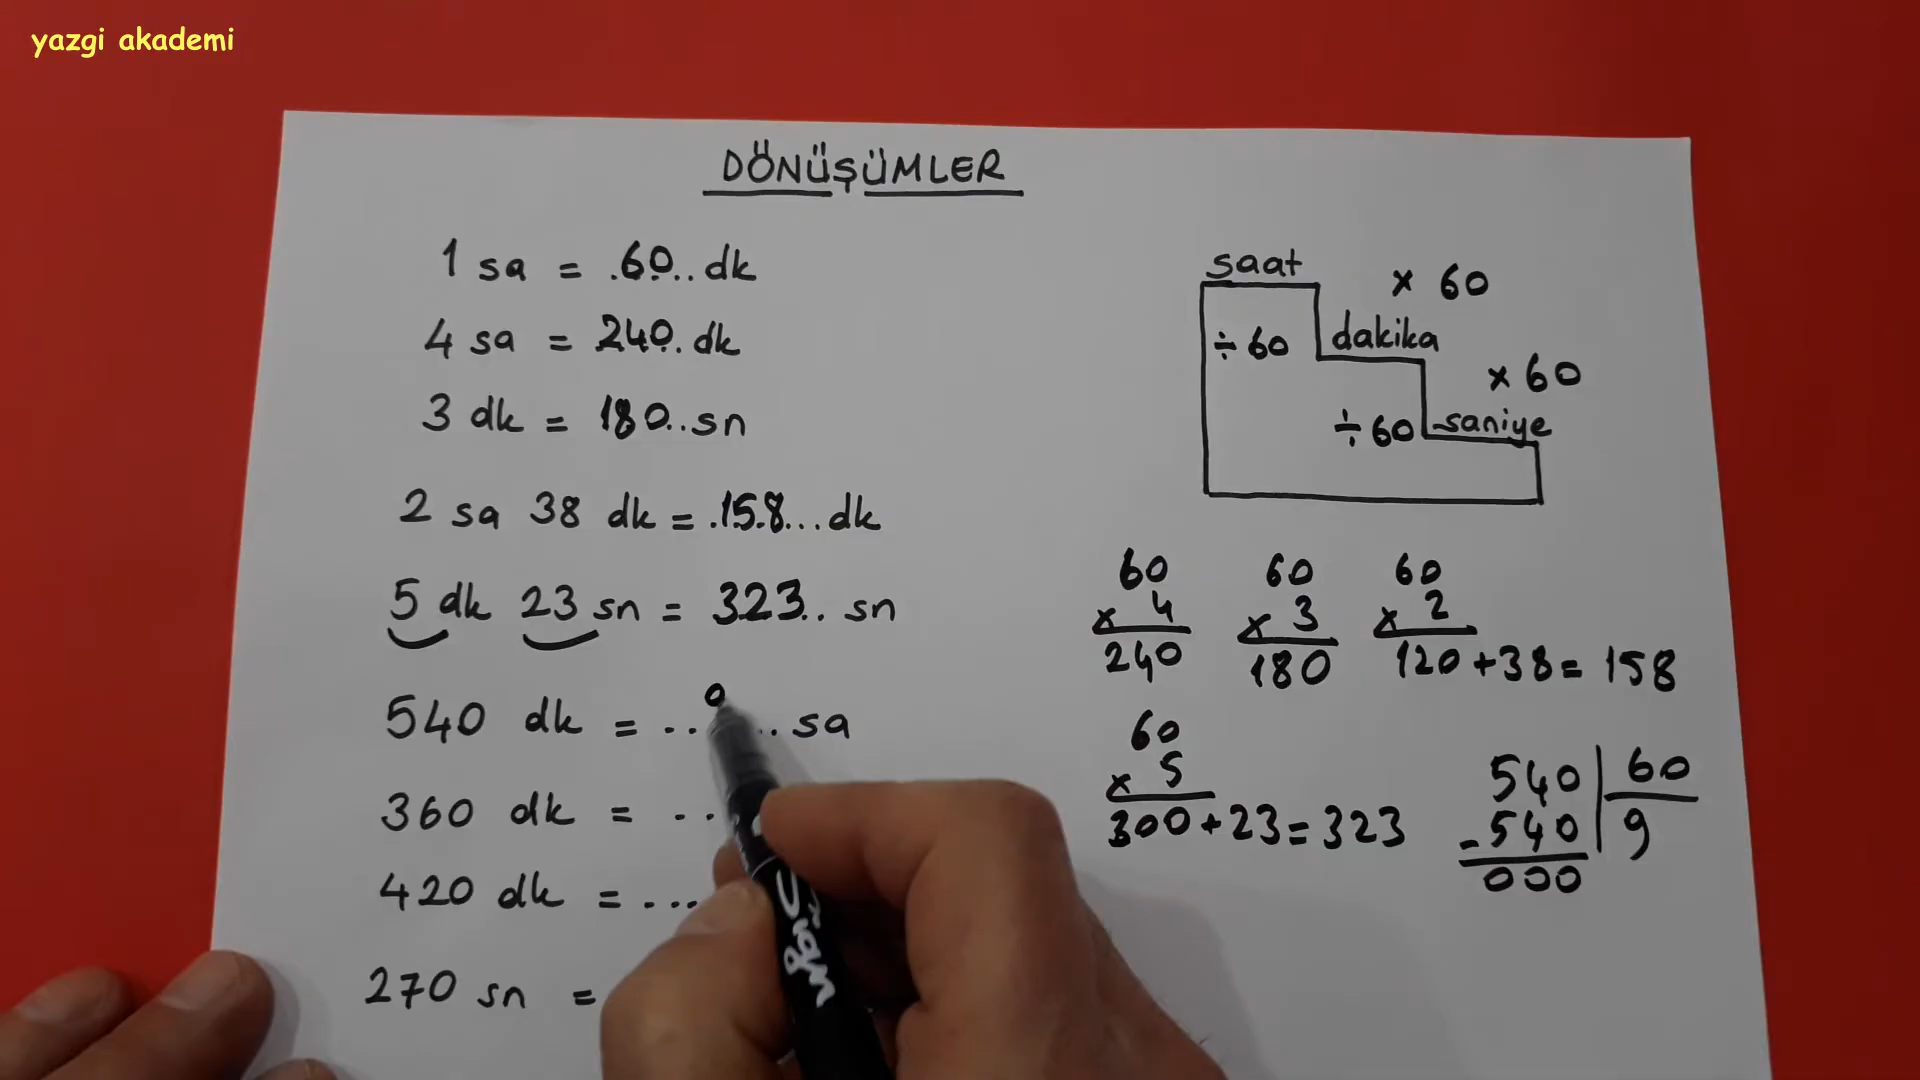 yazgi akademi
DÖNÜŞÜMLER
1 sa = .60.. dk
4 sa = 240. dk
3 dk = 180.. sn
2 sa 38 dk = .158... dk
5 dk 23 sn = 323.. sn
540 dk = .. .. sa
360 dk = ..
420 dk = ...
270 sn =
saat × 60
÷ 60 dakika
× 60
÷ 60 saniye
60
× 4
240
60
× 3
180
60
× 2
120 + 38 = 158
60
× 5
300 + 23 = 323
540 | 60
- 540 | 9
000